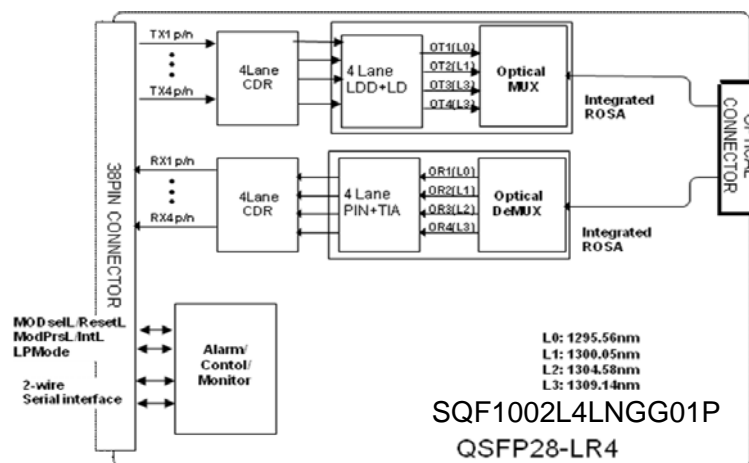 TX1 p/n
TX4 p/n
4Lane
CDR
4 Lane
LDD+LD
OT1(L0)
OT2(L1)
OT3(L3)
OT4(L3)
Optical
MUX
Integrated
ROSA
CONNECTOR
38PIN CONNECTOR
RX1 p/n
RX4 p/n
4Lane
CDR
4 Lane
PIN+TIA
OR1(L0)
OR2(L1)
OR3(L2)
OR4(L3)
Optical
DeMUX
Integrated
ROSA
MODselL/ResetL
ModPrsL/IntL
LPMode
2-wire
Serial interface
Alarm/
Contol/
Monitor
L0: 1295.56nm
L1: 1300.05nm
L2: 1304.58nm
L3: 1309.14nm
SQF1002L4LNGG01P
QSFP28-LR4